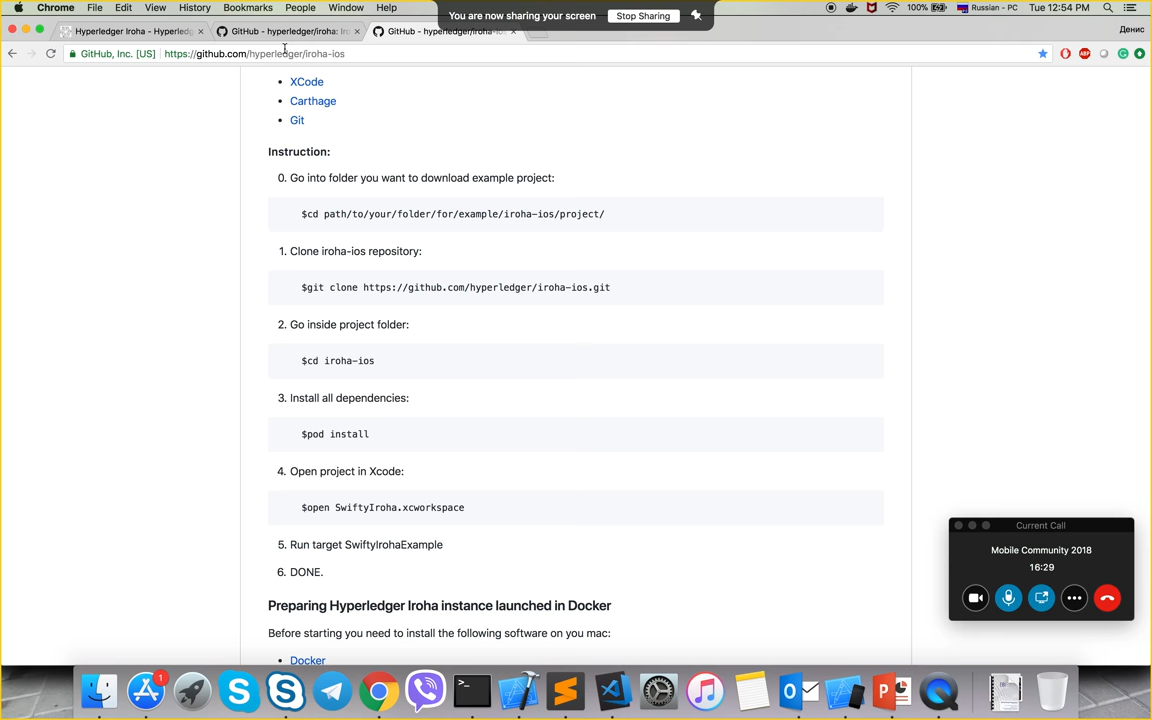 Chrome File Edit View History Bookmarks People Window Help
You are now sharing your screen Stop Sharing
100% Russian - PC Tue 12:54 PM
Hyperledger Iroha - Hyperledg
GitHub - hyperledger/iroha: Ir
GitHub - hyperledger/iroha-ios
Денис
GitHub, Inc. [US] https://github.com/hyperledger/iroha-ios
ABP
• XCode
• Carthage
• Git
Instruction:
0. Go into folder you want to download example project:
$cd path/to/your/folder/for/example/iroha-ios/project/
1. Clone iroha-ios repository:
$git clone https://github.com/hyperledger/iroha-ios.git
2. Go inside project folder:
$cd iroha-ios
3. Install all dependencies:
$pod install
4. Open project in Xcode:
$open SwiftyIroha.xcworkspace
5. Run target SwiftyIrohaExample
6. DONE.
Preparing Hyperledger Iroha instance launched in Docker
Before starting you need to install the following software on you mac:
• Docker
Current Call
Mobile Community 2018
16:29
1